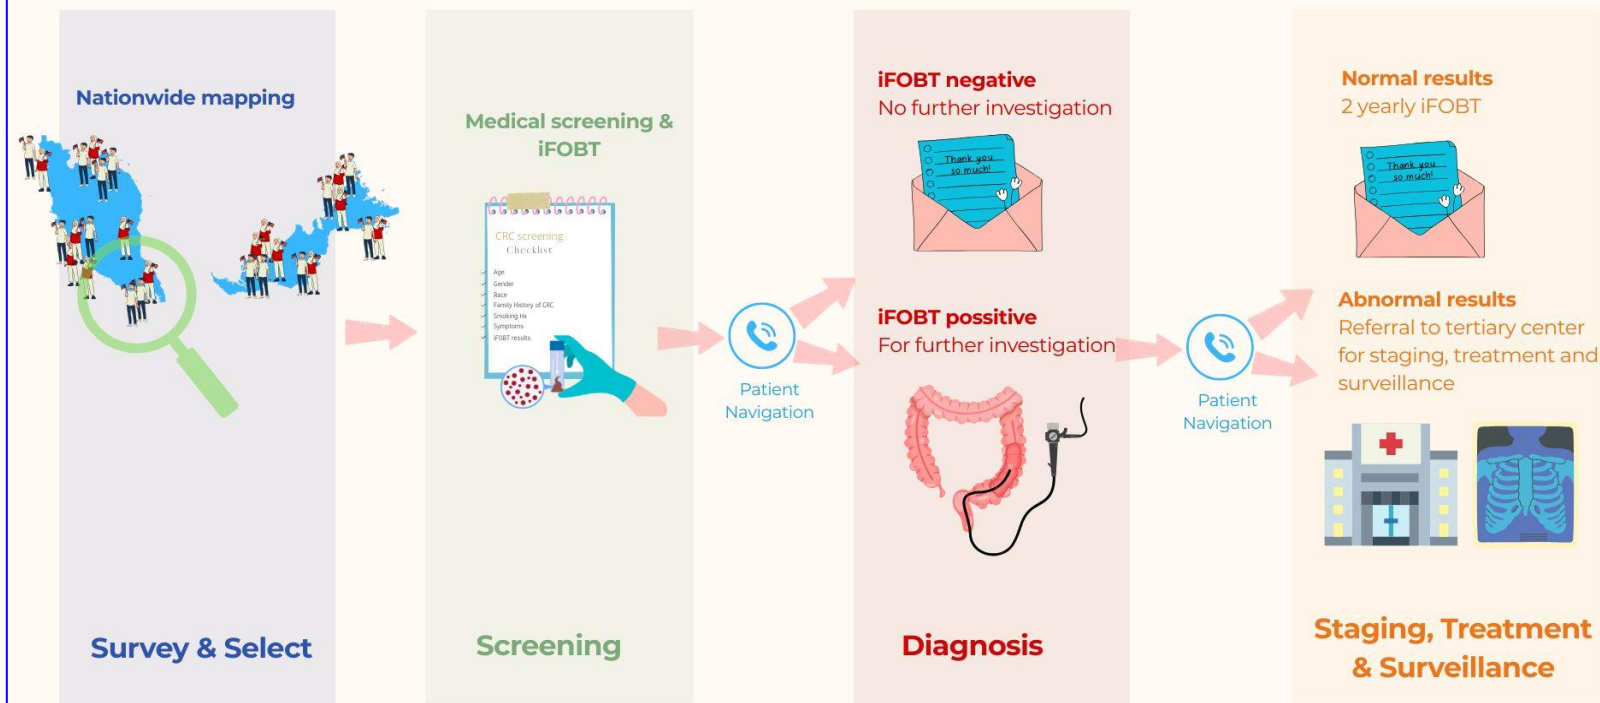 Nationwide mapping
Survey & Select
Medical screening &
iFOBT
CRC screening
Checklist
Age
Gender
Race
Family History of CRC
Smoking Hx
Symptoms
iFOBT results
Screening
Patient
Navigation
iFOBT negative
No further investigation
Thank you
so much!
iFOBT possitive
For further investigation
Diagnosis
Patient
Navigation
Normal results
2 yearly iFOBT
Thank you
so much!
Abnormal results
Referral to tertiary center
for staging, treatment and
surveillance
Staging, Treatment
& Surveillance